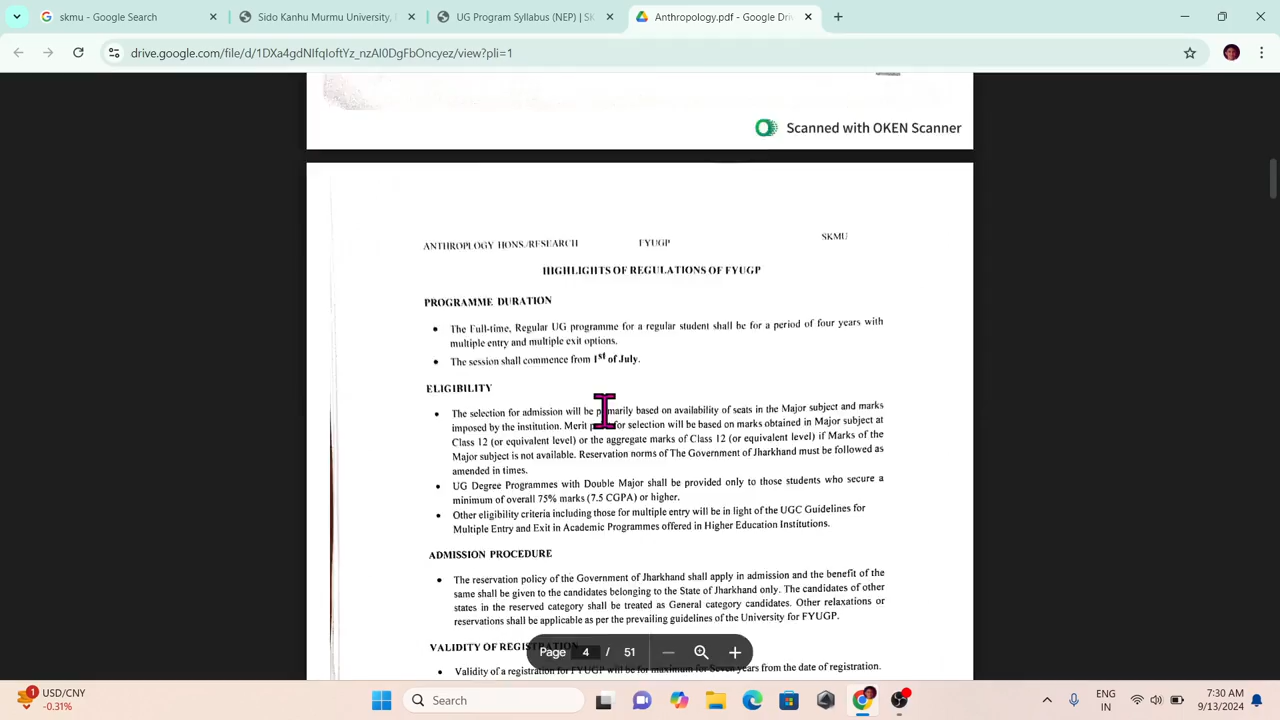 skmu - Google Search
Sido Kanhu Murmu University,
UG Program Syllabus (NEP) | SK
Anthropology.pdf - Google Dri
drive.google.com/file/d/1DXa4gdNIfqIoftYz_nzAI0DgFbOncyez/view?pli=1
Scanned with OKEN Scanner
ANTHROPLOGY HONS./RESEARCH FYUGP SKMU
HIGHLIGHTS OF REGULATIONS OF FYUGP
PROGRAMME DURATION
• The Full-time, Regular UG programme for a regular student shall be for a period of four years with
multiple entry and multiple exit options.
• The session shall commence from 1st of July.
ELIGIBILITY
• The selection for admission will be primarily based on availability of seats in the Major subject and marks
imposed by the institution. Merit for selection will be based on marks obtained in Major subject at
Class 12 (or equivalent level) or the aggregate marks of Class 12 (or equivalent level) if Marks of the
Major subject is not available. Reservation norms of The Government of Jharkhand must be followed as
amended in times.
• UG Degree Programmes with Double Major shall be provided only to those students who secure a
minimum of overall 75% marks (7.5 CGPA) or higher.
• Other eligibility criteria including those for multiple entry will be in light of the UGC Guidelines for
Multiple Entry and Exit in Academic Programmes offered in Higher Education Institutions.
ADMISSION PROCEDURE
• The reservation policy of the Government of Jharkhand shall apply in admission and the benefit of the
same shall be given to the candidates belonging to the State of Jharkhand only. The candidates of other
states in the reserved category shall be treated as General category candidates. Other relaxations or
reservations shall be applicable as per the prevailing guidelines of the University for FYUGP.
VALIDITY OF REGISTRATION
• Validity of a registration for FYUGP will be for maximum for Seven years from the date of registration.
Page 4 / 51
1 USD/CNY
-0.31%
Search
ENG
IN
7:30 AM
9/13/2024